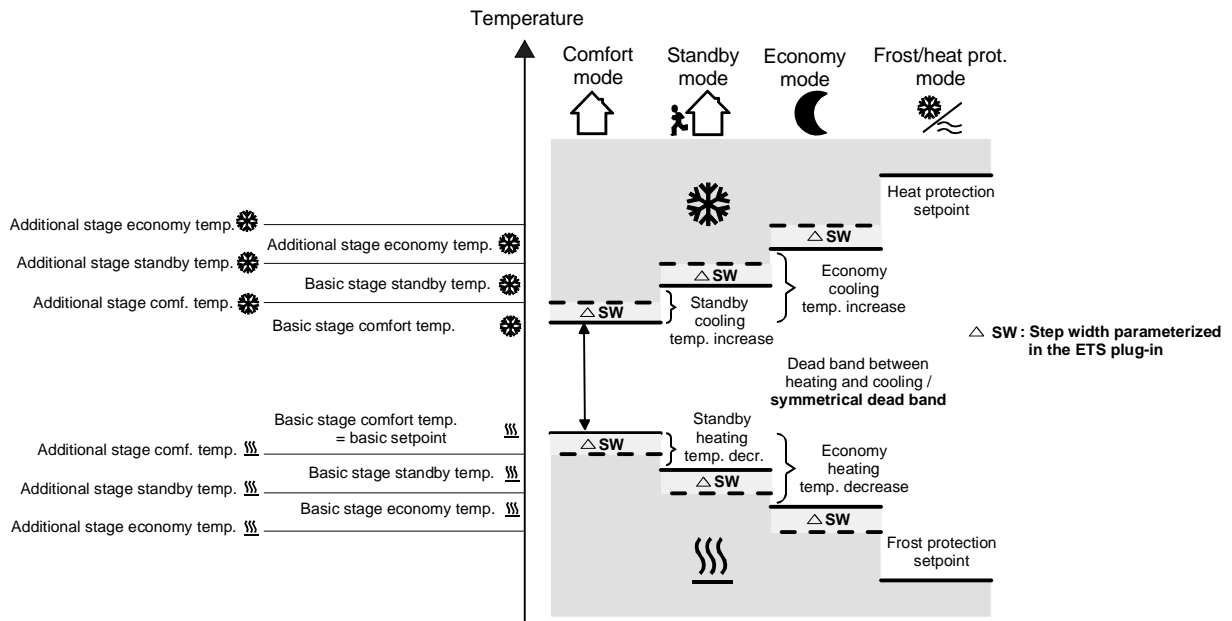 Temperature
Comfort
mode
Standby
mode
Economy
mode
Frost/heat prot.
mode
Heat protection
setpoint
Additional stage economy temp.
Additional stage economy temp.
△ SW
Additional stage standby temp.
△ SW
Economy
cooling
temp. increase
Basic stage standby temp.
Additional stage comf. temp.
△ SW
Standby
cooling
temp. increase
Basic stage comfort temp.
△ SW : Step width parameterized
in the ETS plug-in
Dead band between
heating and cooling /
symmetrical dead band
Basic stage comfort temp.
= basic setpoint
Additional stage comf. temp.
△ SW
Standby
heating
temp. decr.
Economy
heating
temp. decrease
Basic stage standby temp.
Additional stage standby temp.
△ SW
Basic stage economy temp.
Additional stage economy temp.
△ SW
Frost protection
setpoint